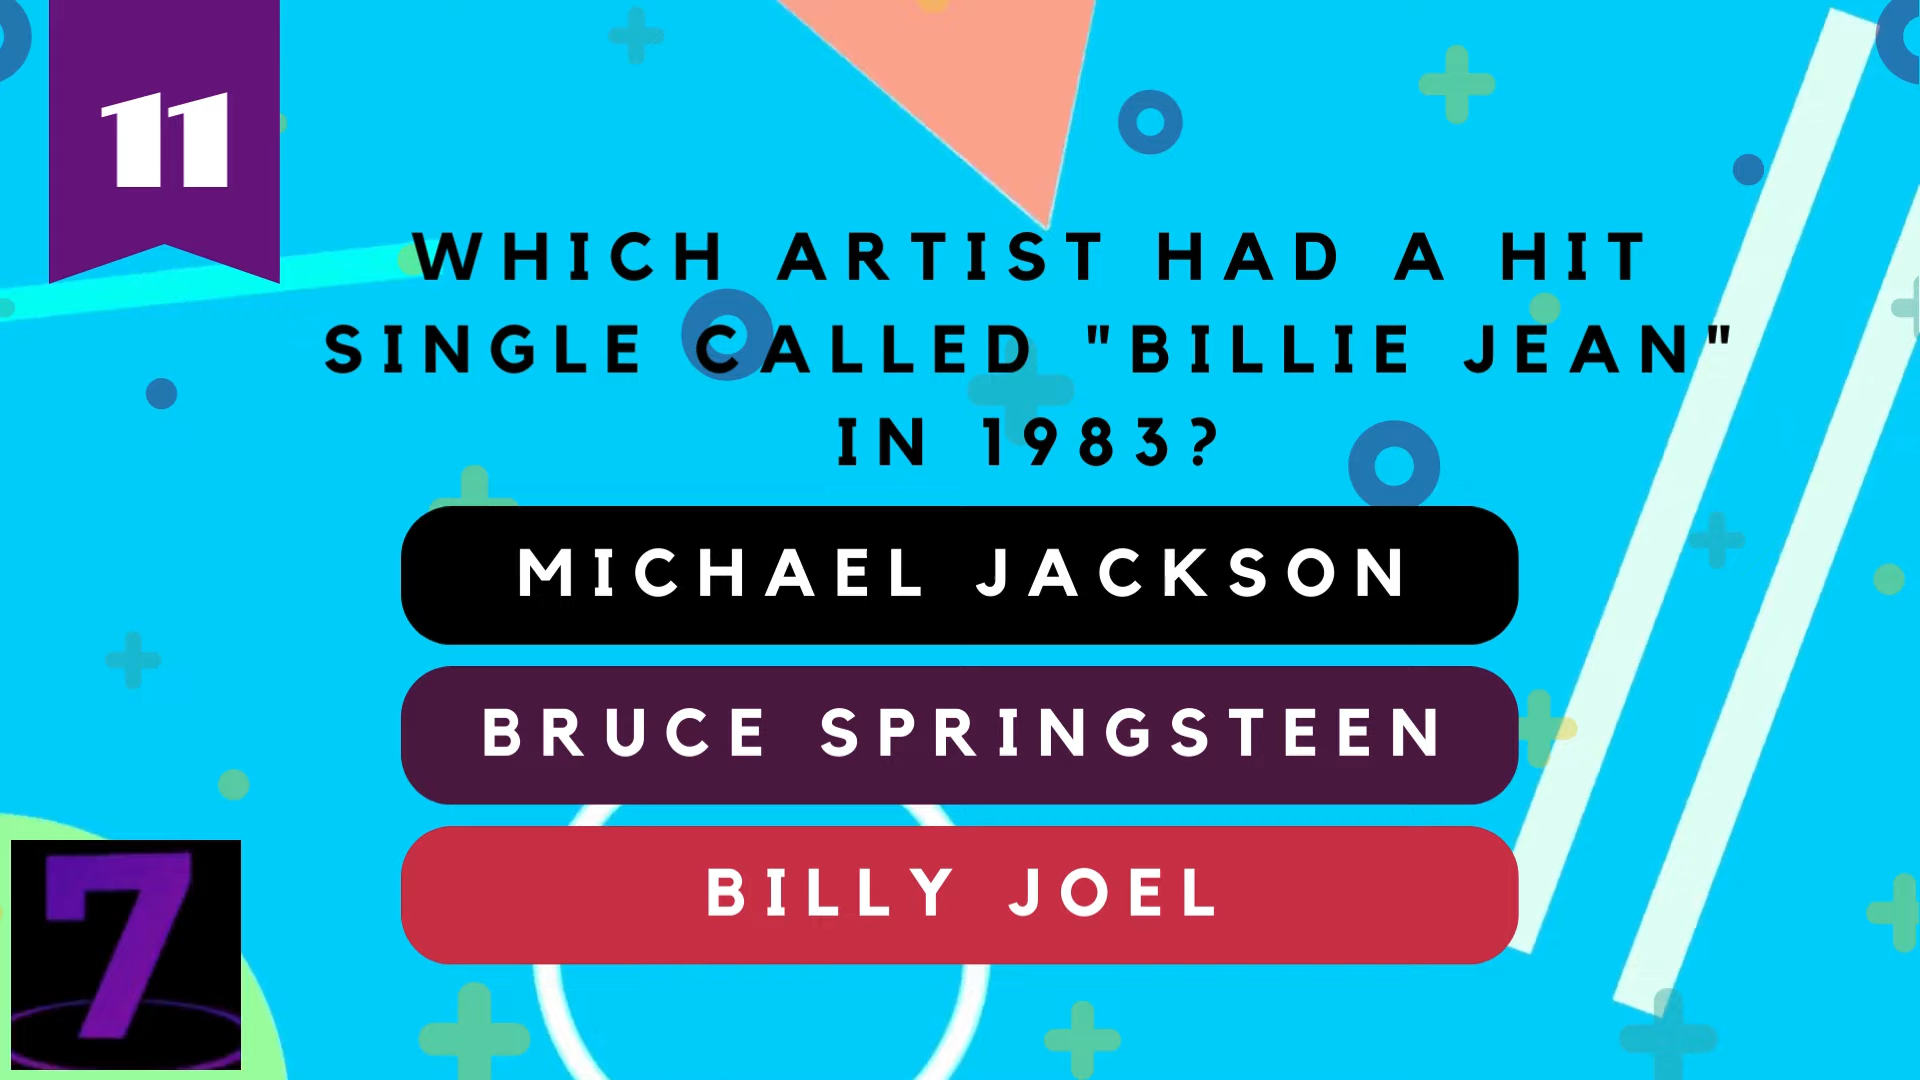 11
WHICH ARTIST HAD A HIT
SINGLE CALLED "BILLIE JEAN"
IN 1983?
MICHAEL JACKSON
BRUCE SPRINGSTEEN
BILLY JOEL
7